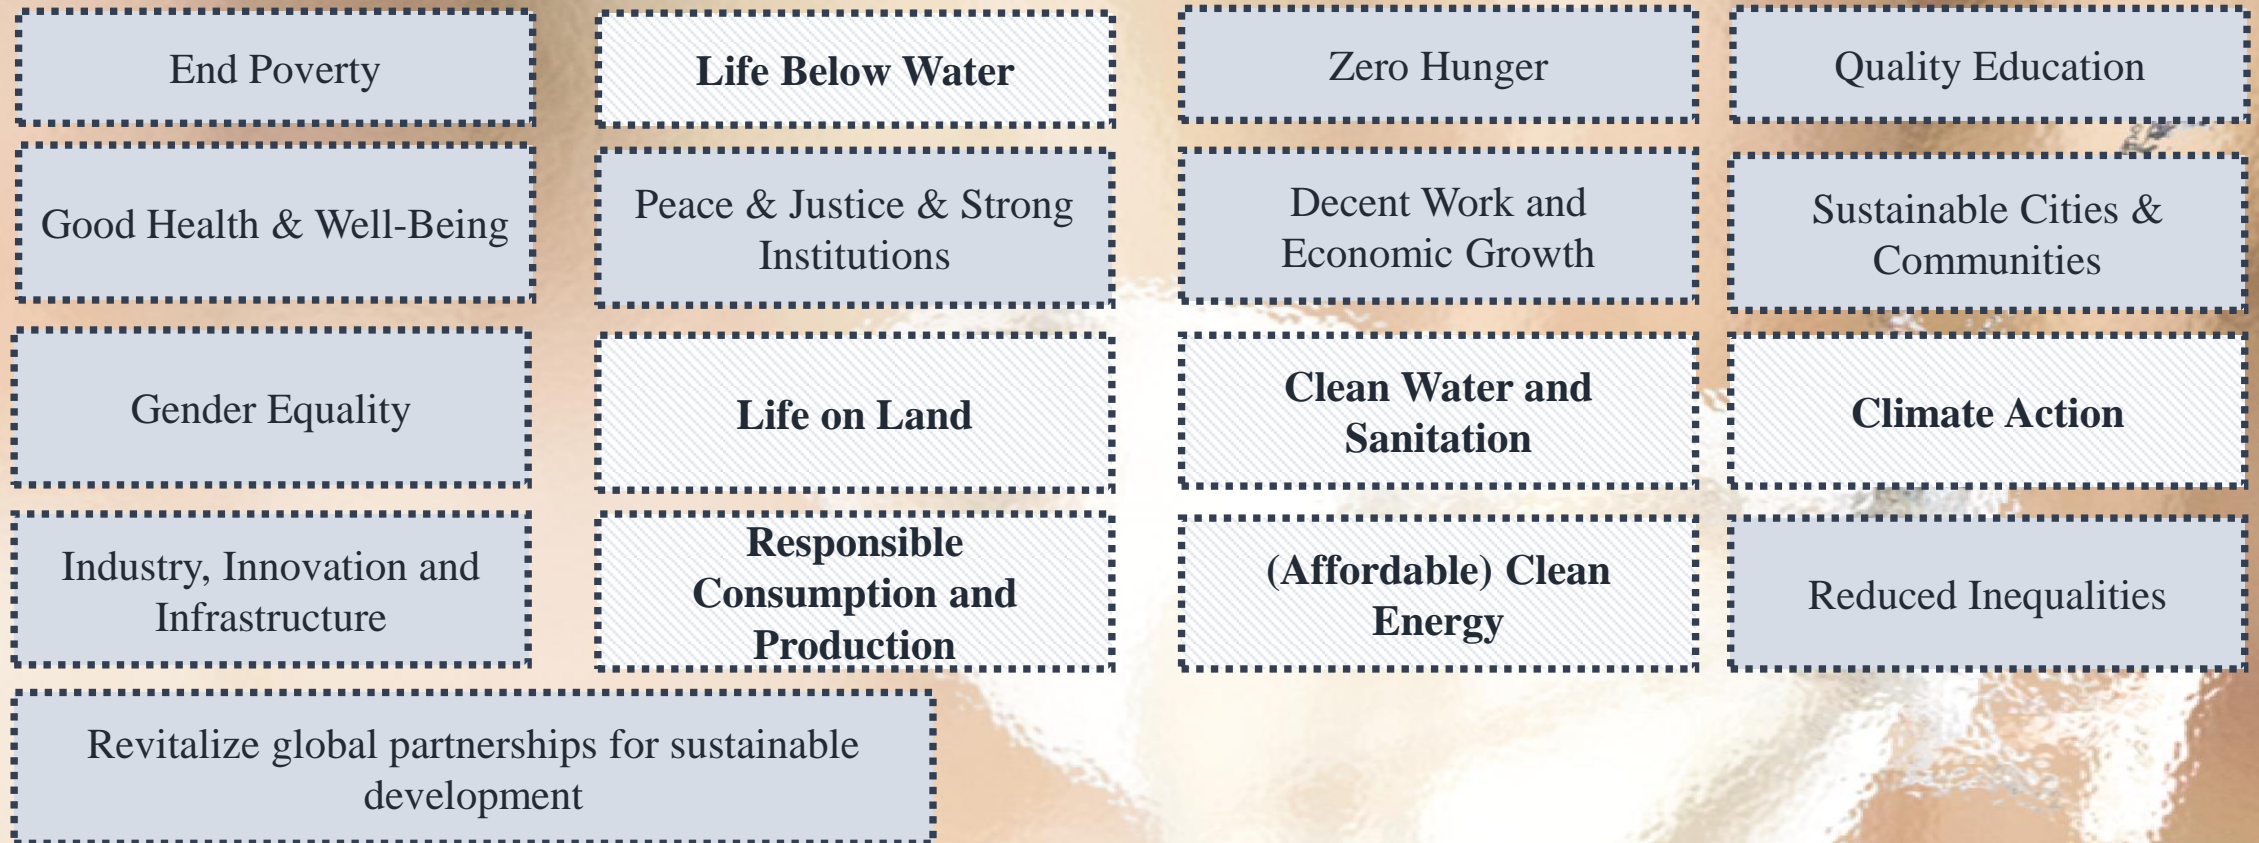 End Poverty
Life Below Water
Zero Hunger
Quality Education
Good Health & Well-Being
Peace & Justice & Strong
Institutions
Decent Work and
Economic Growth
Sustainable Cities &
Communities
Gender Equality
Life on Land
Clean Water and
Sanitation
Climate Action
Industry, Innovation and
Infrastructure
Responsible
Consumption and
Production
(Affordable) Clean
Energy
Reduced Inequalities
Revitalize global partnerships for sustainable
development